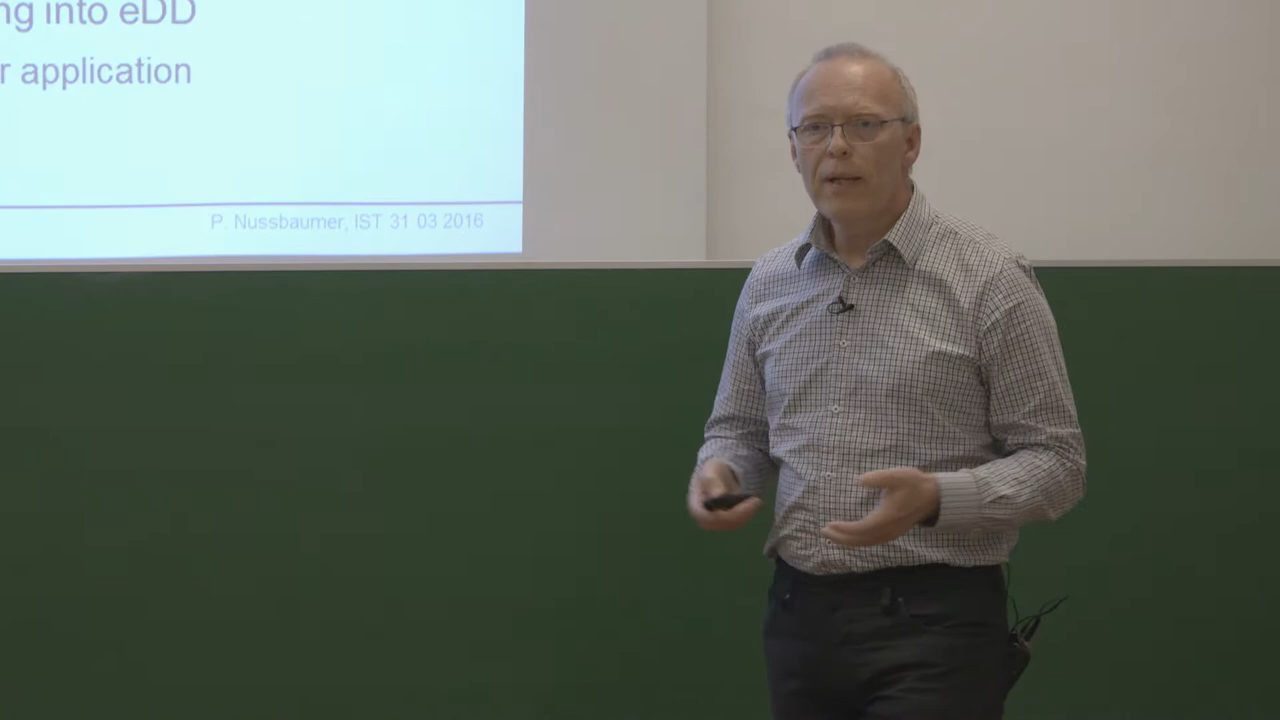 ng into eDD
r application
P. Nussbaumer, IST 31 03 2016